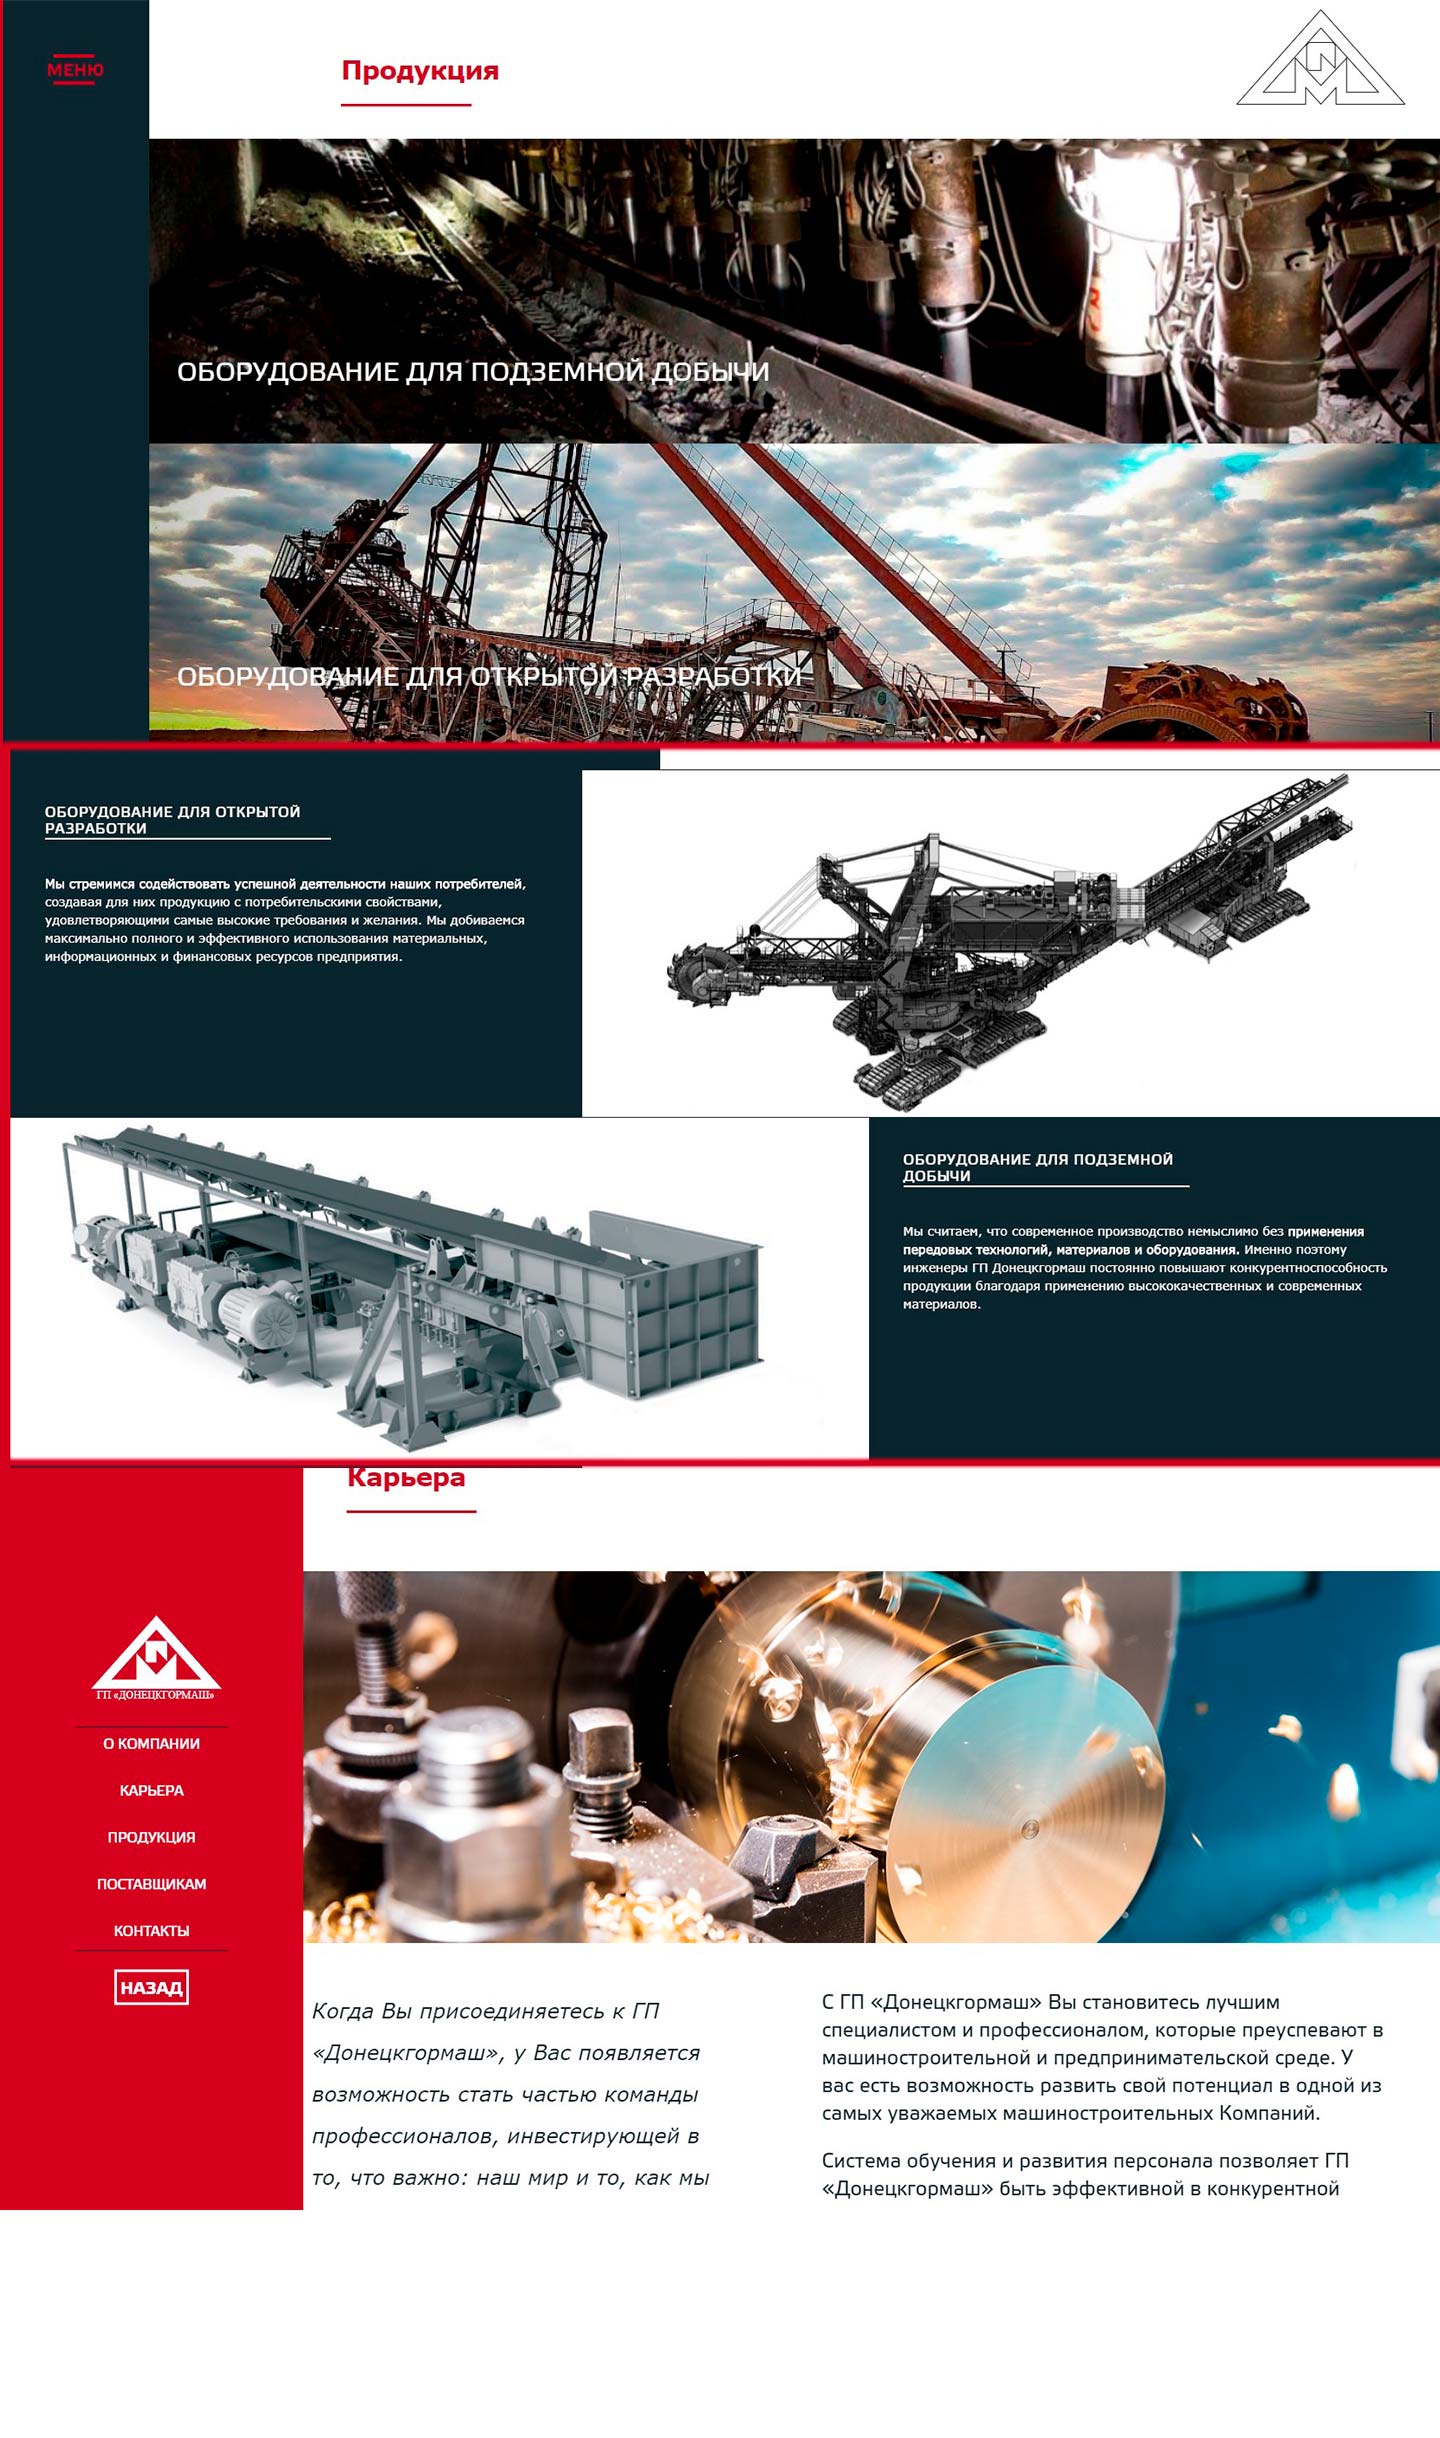 МЕНЮ
Продукция
ОБОРУДОВАНИЕ ДЛЯ ПОДЗЕМНОЙ ДОБЫЧИ
ОБОРУДОВАНИЕ ДЛЯ ОТКРЫТОЙ РАЗРАБОТКИ
ОБОРУДОВАНИЕ ДЛЯ ОТКРЫТОЙ
РАЗРАБОТКИ
Мы стремимся содействовать успешной деятельности наших потребителей,
создавая для них продукцию с потребительскими свойствами,
удовлетворяющими самые высокие требования и желания. Мы добиваемся
максимально полного и эффективного использования материальных,
информационных и финансовых ресурсов предприятия.
ОБОРУДОВАНИЕ ДЛЯ ПОДЗЕМНОЙ
ДОБЫЧИ
Мы считаем, что современное производство немыслимо без применения
передовых технологий, материалов и оборудования. Именно поэтому
инженеры ГП Донецкгормаш постоянно повышают конкурентноспособность
продукции благодаря применению высококачественных и современных
материалов.
Карьера
ГП «ДОНЕЦКГОРМАШ»
О КОМПАНИИ
КАРЬЕРА
ПРОДУКЦИЯ
ПОСТАВЩИКАМ
КОНТАКТЫ
НАЗАД
Когда Вы присоединяетесь к ГП
«Донецкгормаш», у Вас появляется
возможность стать частью команды
профессионалов, инвестирующей в
то, что важно: наш мир и то, как мы
С ГП «Донецкгормаш» Вы становитесь лучшим
специалистом и профессионалом, которые преуспевают в
машиностроительной и предпринимательской среде. У
вас есть возможность развить свой потенциал в одной из
самых уважаемых машиностроительных Компаний.
Система обучения и развития персонала позволяет ГП
«Донецкгормаш» быть эффективной в конкурентной